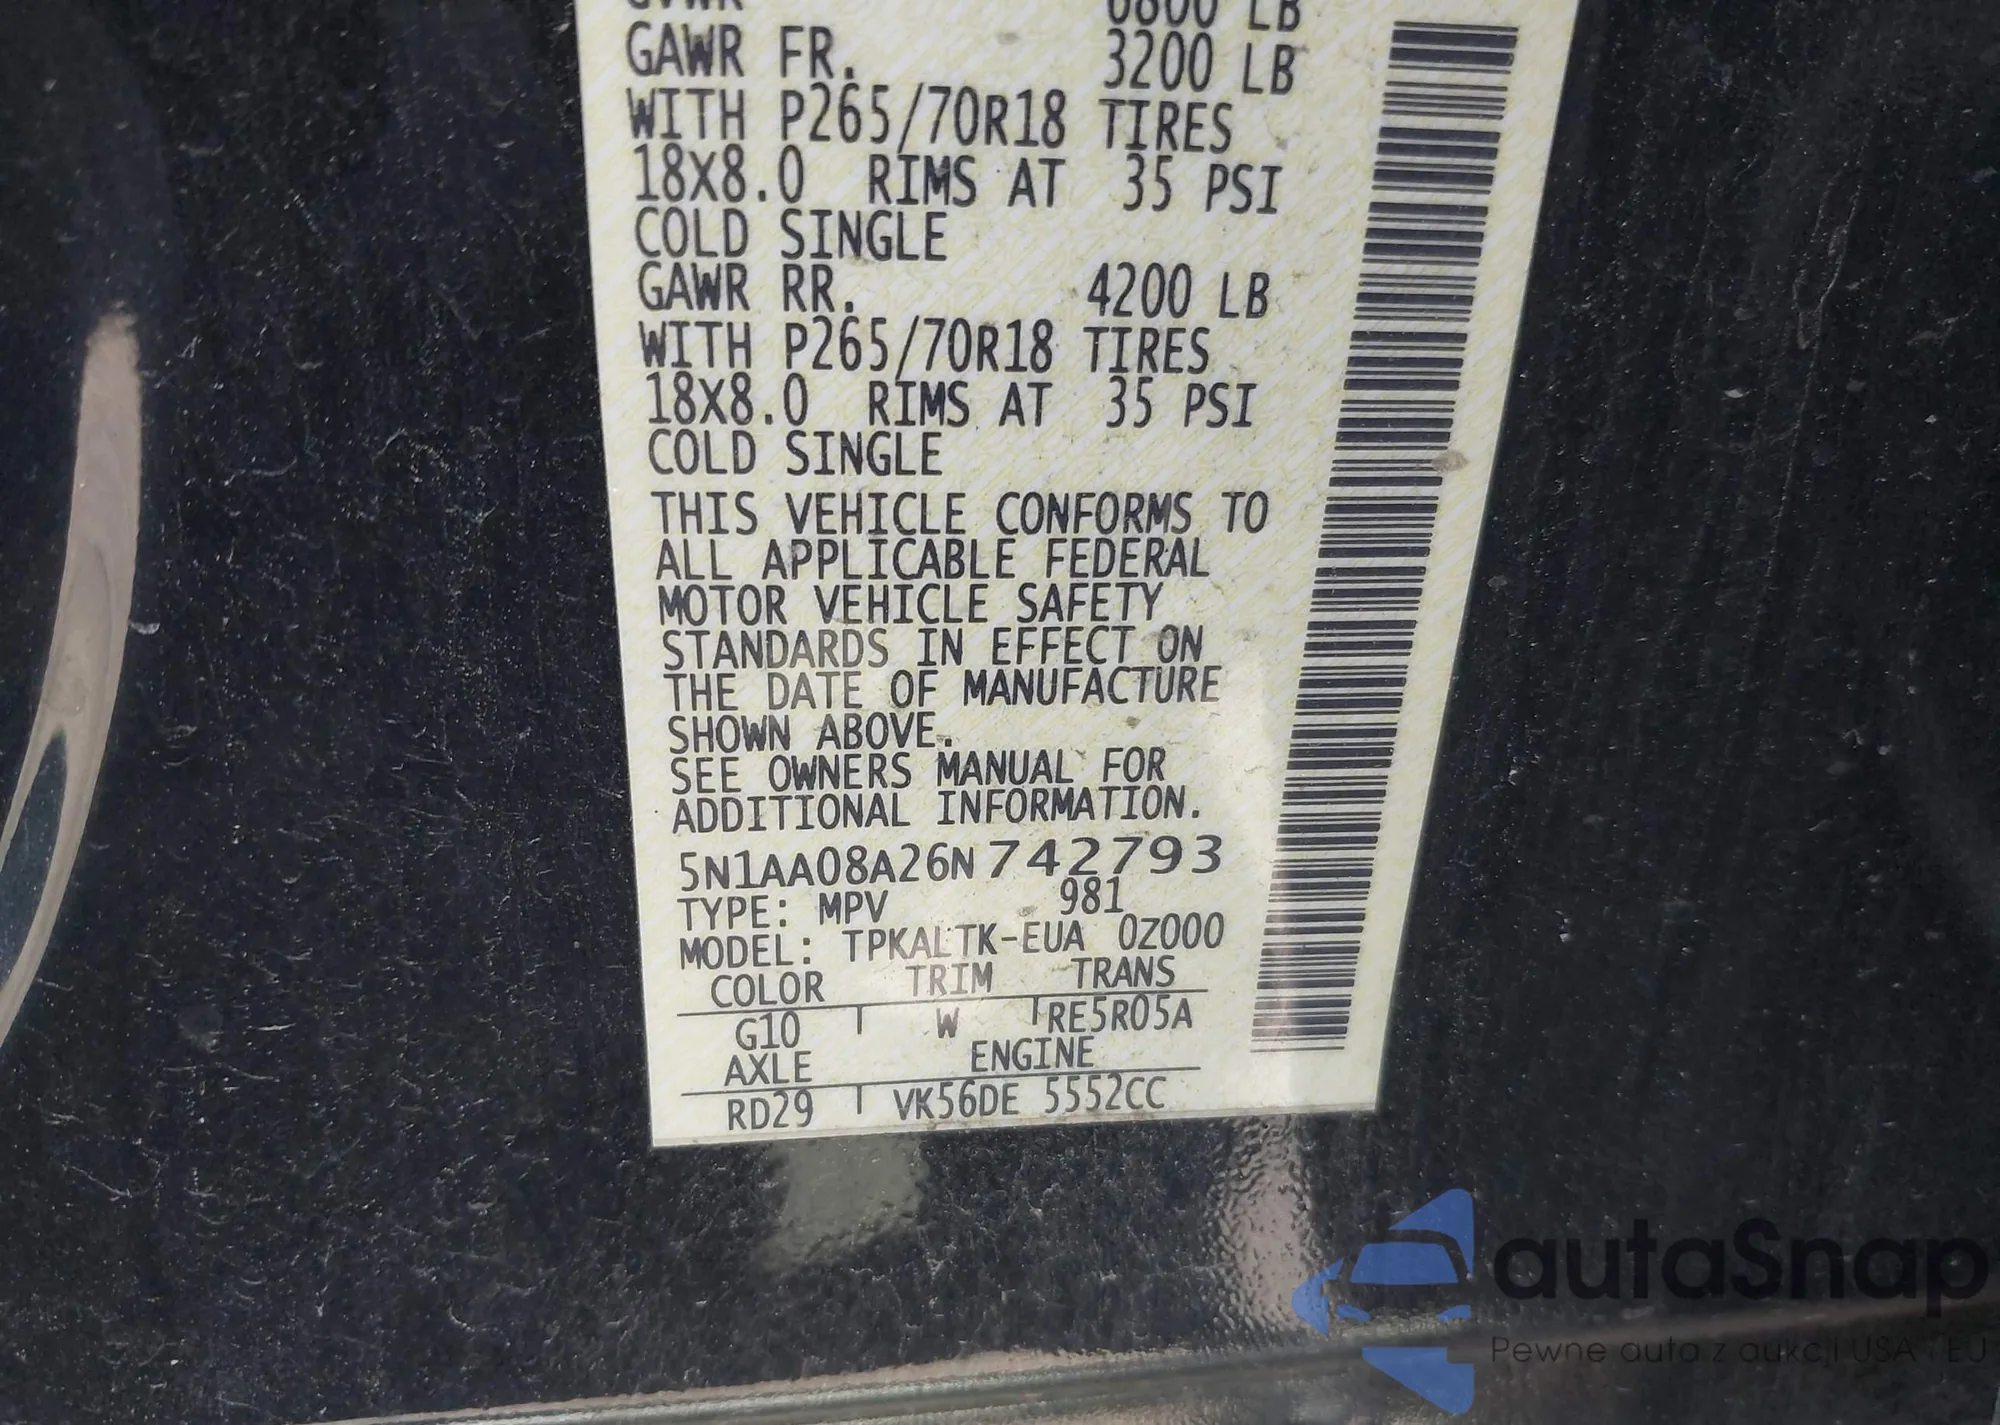 GVWR 6800 LB
GAWR FR. 3200 LB
WITH P265/70R18 TIRES
18X8.0 RIMS AT 35 PSI
COLD SINGLE
GAWR RR. 4200 LB
WITH P265/70R18 TIRES
18X8.0 RIMS AT 35 PSI
COLD SINGLE
THIS VEHICLE CONFORMS TO
ALL APPLICABLE FEDERAL
MOTOR VEHICLE SAFETY
STANDARDS IN EFFECT ON
THE DATE OF MANUFACTURE
SHOWN ABOVE.
SEE OWNERS MANUAL FOR
ADDITIONAL INFORMATION.
5N1AA08A26N742793
TYPE: MPV 981
MODEL: TPKALTK-EUA 0Z000
COLOR TRIM TRANS
G10 W RE5R05A
AXLE ENGINE
RD29 VK56DE 5552CC
autaSnap
Pewne auta z aukcji USA i EU